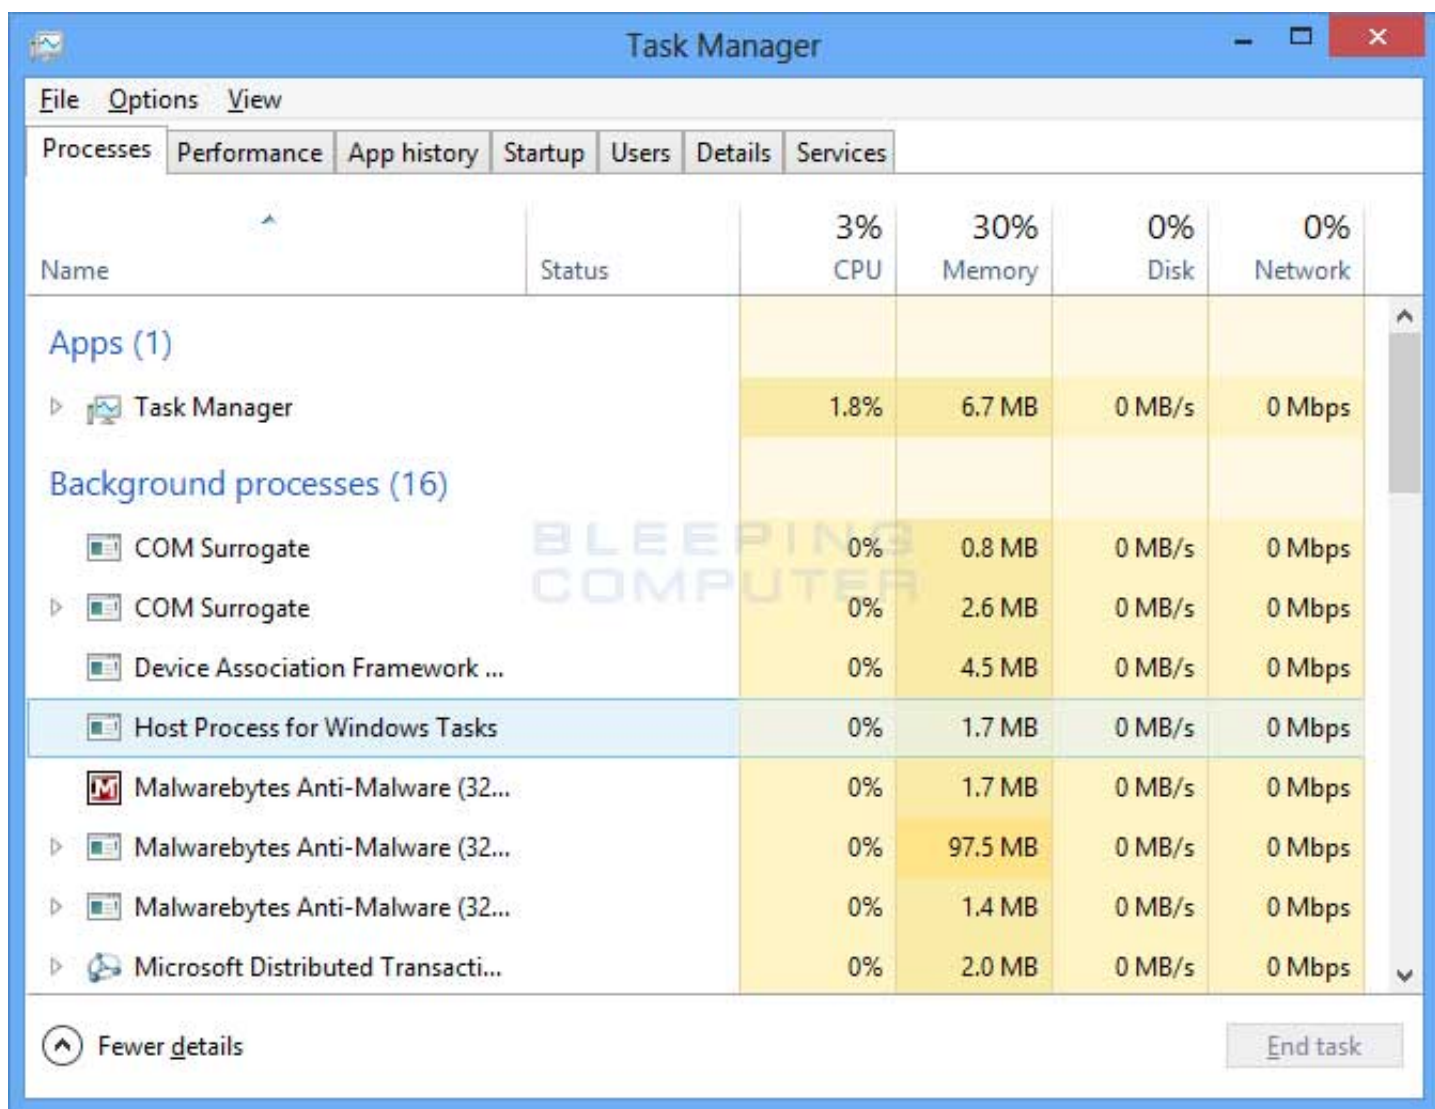 Task Manager
File Options View
Processes Performance App history Startup Users Details Services
3% 30% 0% 0%
Name Status CPU Memory Disk Network
Apps (1)
Task Manager 1.8% 6.7 MB 0 MB/s 0 Mbps
Background processes (16)
BLEEPING
COMPUTER
COM Surrogate 0% 0.8 MB 0 MB/s 0 Mbps
COM Surrogate 0% 2.6 MB 0 MB/s 0 Mbps
Device Association Framework ... 0% 4.5 MB 0 MB/s 0 Mbps
Host Process for Windows Tasks 0% 1.7 MB 0 MB/s 0 Mbps
Malwarebytes Anti-Malware (32... 0% 1.7 MB 0 MB/s 0 Mbps
Malwarebytes Anti-Malware (32... 0% 97.5 MB 0 MB/s 0 Mbps
Malwarebytes Anti-Malware (32... 0% 1.4 MB 0 MB/s 0 Mbps
Microsoft Distributed Transacti... 0% 2.0 MB 0 MB/s 0 Mbps
Fewer details End task